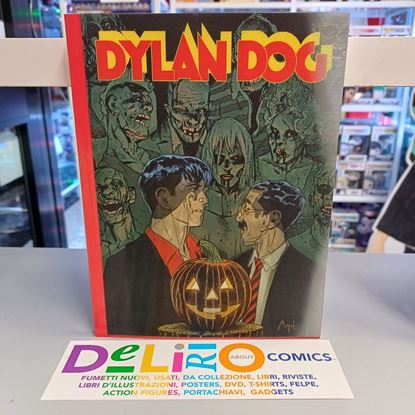 DYLAN DOG
DeLiRiO ABOUT COMICS
FUMETTI NUOVI, USATI, DA COLLEZIONE, LIBRI, RIVISTE,
LIBRI D'ILLUSTRAZIONI, POSTERS, DVD, T-SHIRTS, FELPE,
ACTION FIGURES, PORTACHIAVI, GADGETS